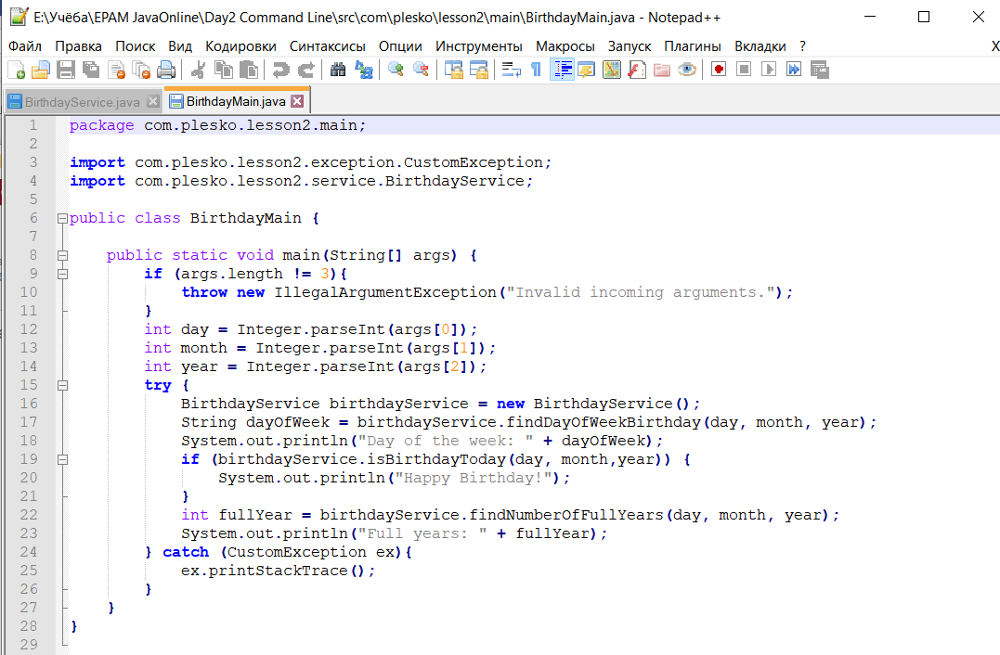 E:\Учёба\EPAM JavaOnline\Day2 Command Line\src\com\plesko\lesson2\main\BirthdayMain.java - Notepad++
Файл Правка Поиск Вид Кодировки Синтаксисы Опции Инструменты Макросы Запуск Плагины Вкладки ? X
BirthdayService.java BirthdayMain.java
1 package com.plesko.lesson2.main;
2
3 import com.plesko.lesson2.exception.CustomException;
4 import com.plesko.lesson2.service.BirthdayService;
5
6 public class BirthdayMain {
7
8     public static void main(String[] args) {
9         if (args.length != 3){
10             throw new IllegalArgumentException("Invalid incoming arguments.");
11         }
12         int day = Integer.parseInt(args[0]);
13         int month = Integer.parseInt(args[1]);
14         int year = Integer.parseInt(args[2]);
15         try {
16             BirthdayService birthdayService = new BirthdayService();
17             String dayOfWeek = birthdayService.findDayOfWeekBirthday(day, month, year);
18             System.out.println("Day of the week: " + dayOfWeek);
19             if (birthdayService.isBirthdayToday(day, month,year)) {
20                 System.out.println("Happy Birthday!");
21             }
22             int fullYear = birthdayService.findNumberOfFullYears(day, month, year);
23             System.out.println("Full years: " + fullYear);
24         } catch (CustomException ex){
25             ex.printStackTrace();
26         }
27     }
28 }
29